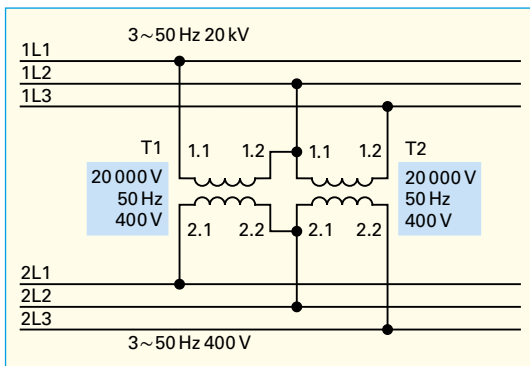 3~50 Hz 20 kV
1L1
1L2
1L3
T1 1.1 1.2 1.1 1.2 T2
20 000 V
50 Hz
400 V
20 000 V
50 Hz
400 V
2.1 2.2 2.1 2.2
2L1
2L2
2L3
3~50 Hz 400 V